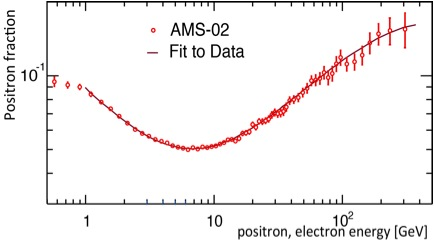 Positron fraction
AMS-02
Fit to Data
10-1
1 10 10²
positron, electron energy [GeV]